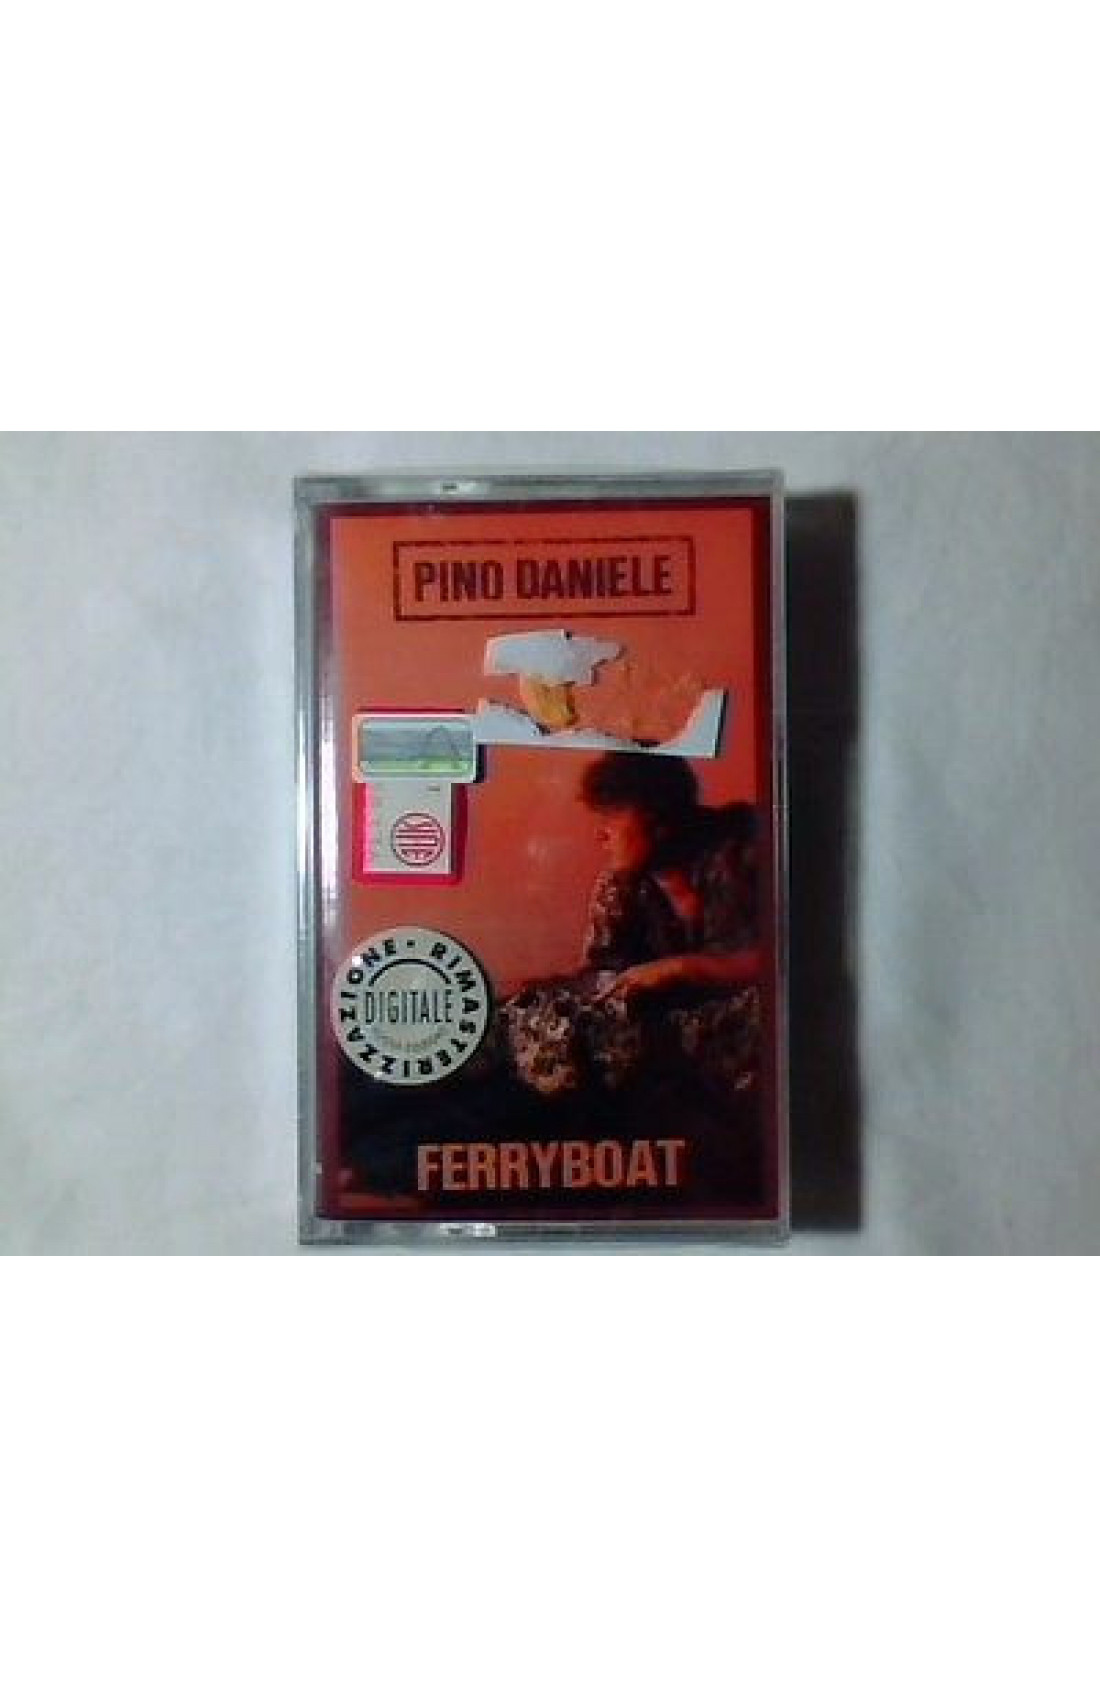 PINO DANIELE
RIMASTERIZZAZIONE •
DIGITALE
FERRYBOAT